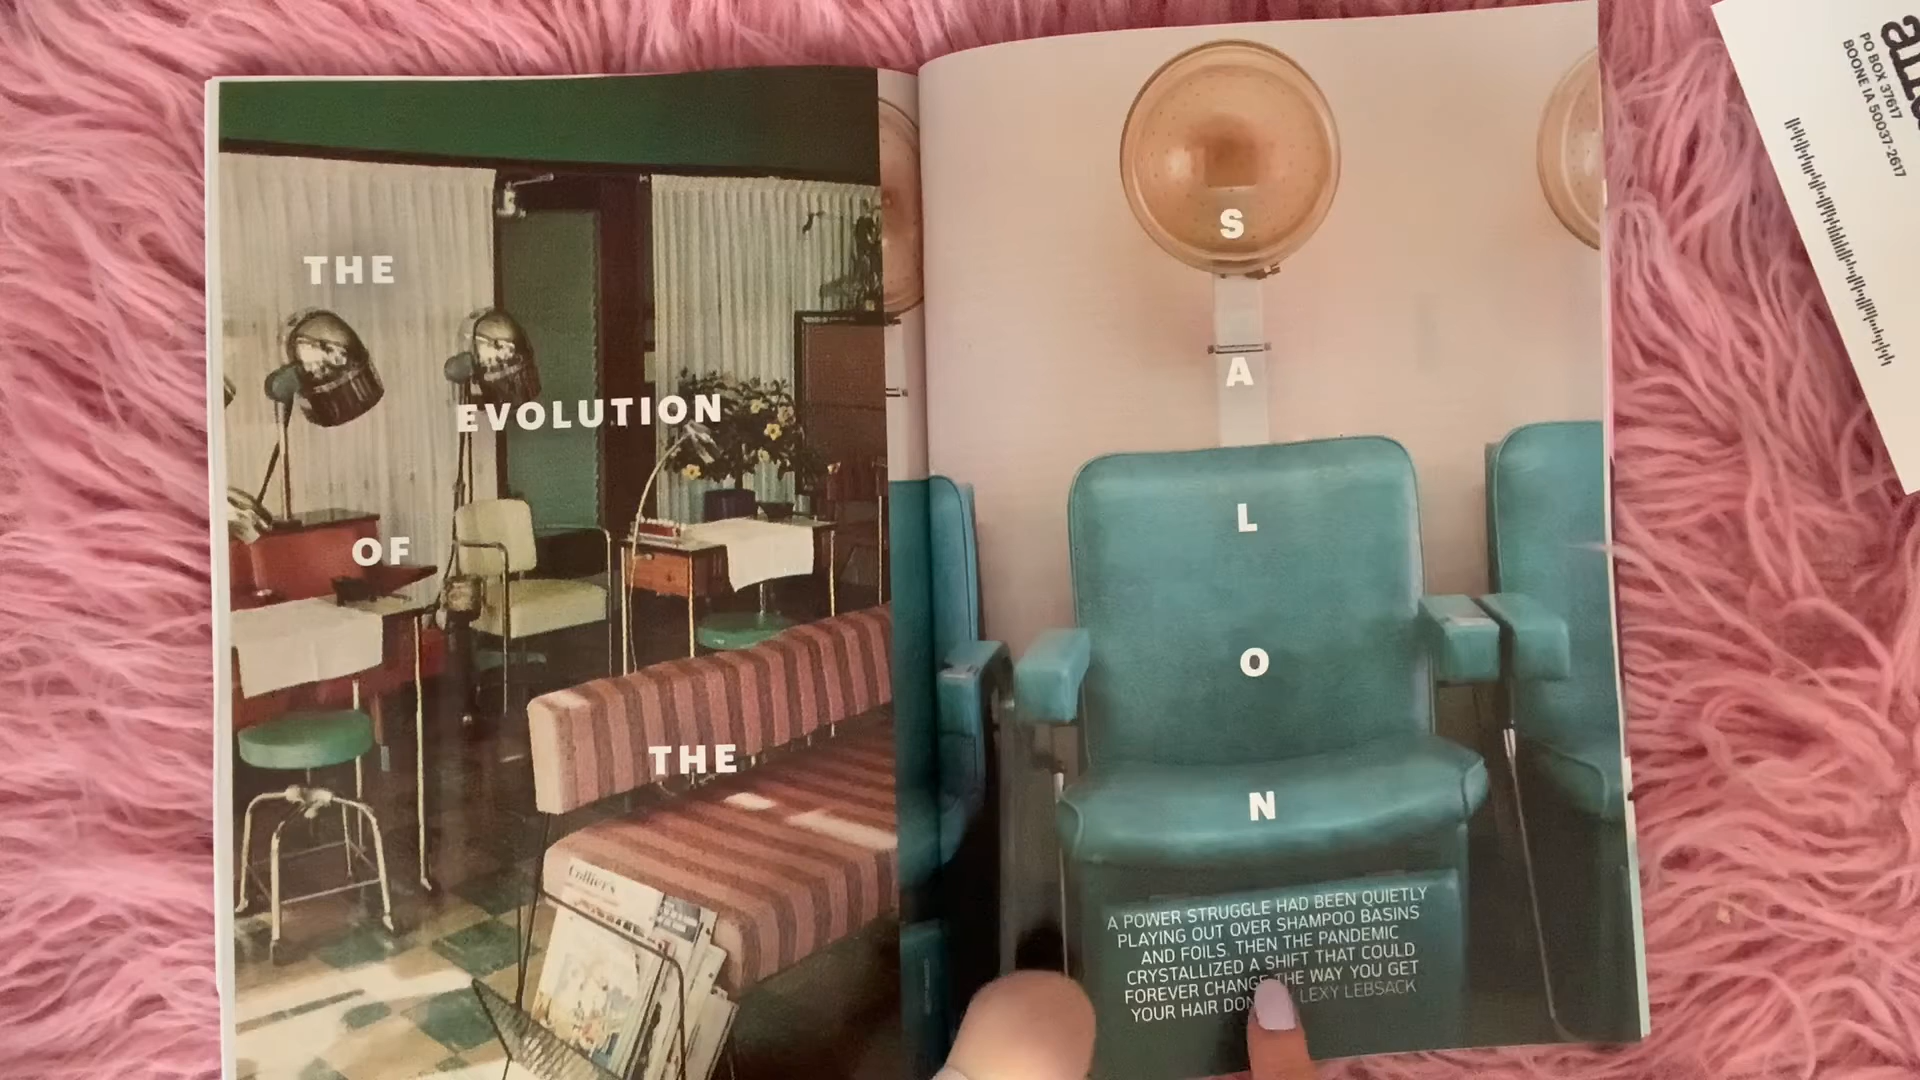 THE
EVOLUTION
OF
THE
S
A
L
O
N
A POWER STRUGGLE HAD BEEN QUIETLY
PLAYING OUT OVER SHAMPOO BASINS
AND FOILS. THEN THE PANDEMIC
CRYSTALLIZED A SHIFT THAT COULD
FOREVER CHANGE THE WAY YOU GET
YOUR HAIR LEXY LEBSACK
Collier's
PO BOX 37617
BOONE IA 50037-2617